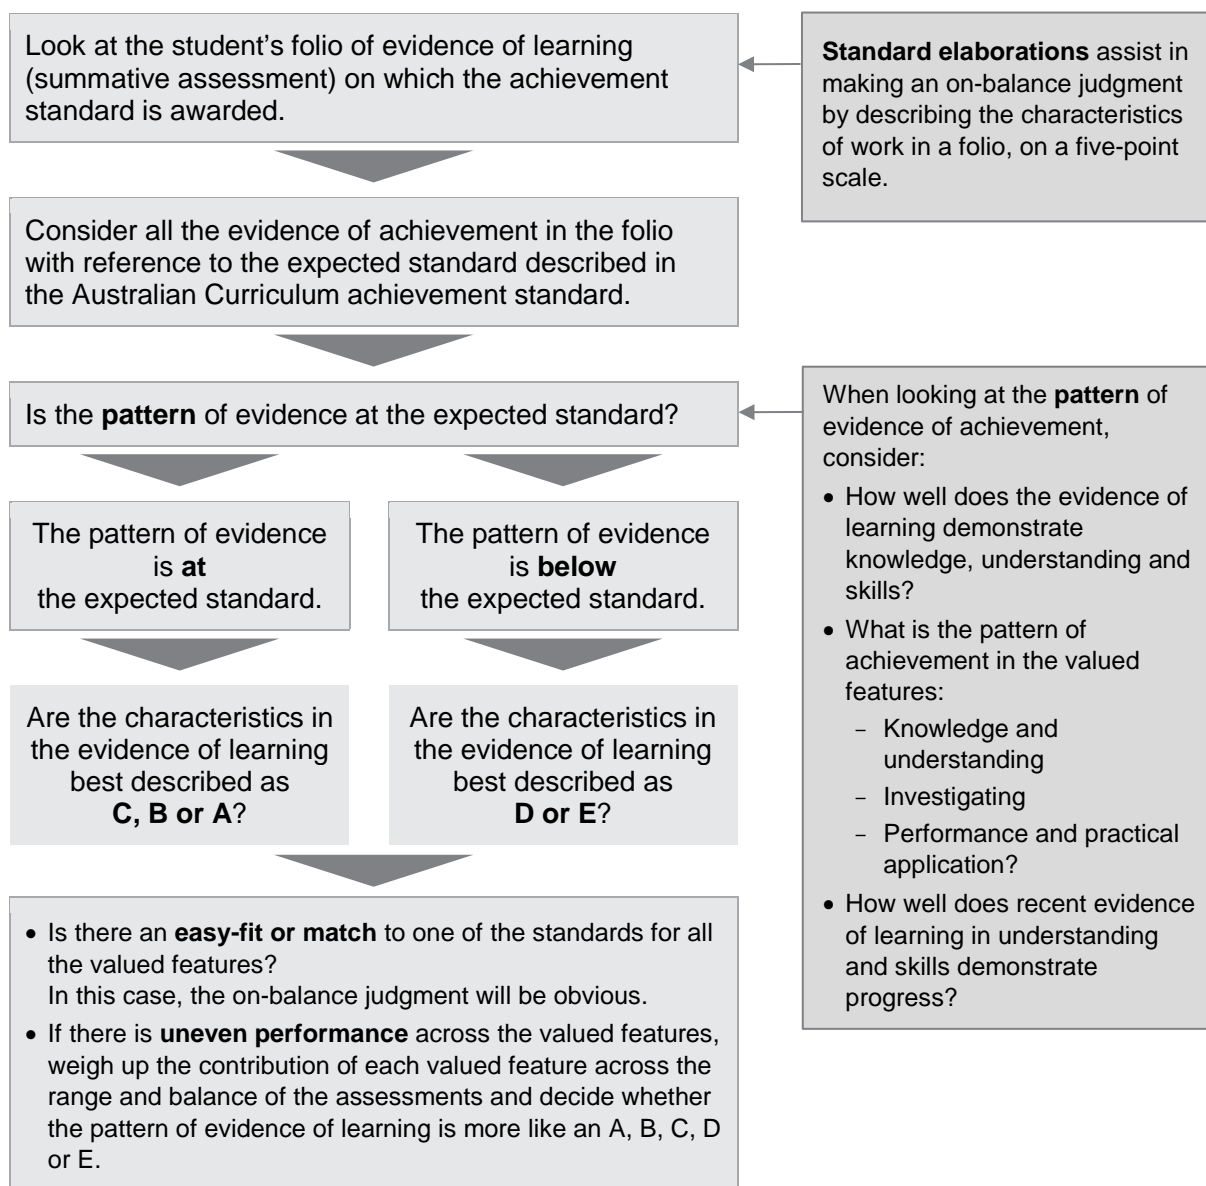 Look at the student’s folio of evidence of learning
(summative assessment) on which the achievement
standard is awarded.
Standard elaborations assist in
making an on-balance judgment
by describing the characteristics
of work in a folio, on a five-point
scale.
Consider all the evidence of achievement in the folio
with reference to the expected standard described in
the Australian Curriculum achievement standard.
Is the pattern of evidence at the expected standard?
When looking at the pattern of
evidence of achievement,
consider:
• How well does the evidence of
learning demonstrate
knowledge, understanding and
skills?
• What is the pattern of
achievement in the valued
features:
– Knowledge and
understanding
– Investigating
– Performance and practical
application?
• How well does recent evidence
of learning in understanding
and skills demonstrate
progress?
The pattern of evidence
is at
the expected standard.
The pattern of evidence
is below
the expected standard.
Are the characteristics in
the evidence of learning
best described as
C, B or A?
Are the characteristics in
the evidence of learning
best described as
D or E?
• Is there an easy-fit or match to one of the standards for all
the valued features?
In this case, the on-balance judgment will be obvious.
• If there is uneven performance across the valued features,
weigh up the contribution of each valued feature across the
range and balance of the assessments and decide whether
the pattern of evidence of learning is more like an A, B, C, D
or E.